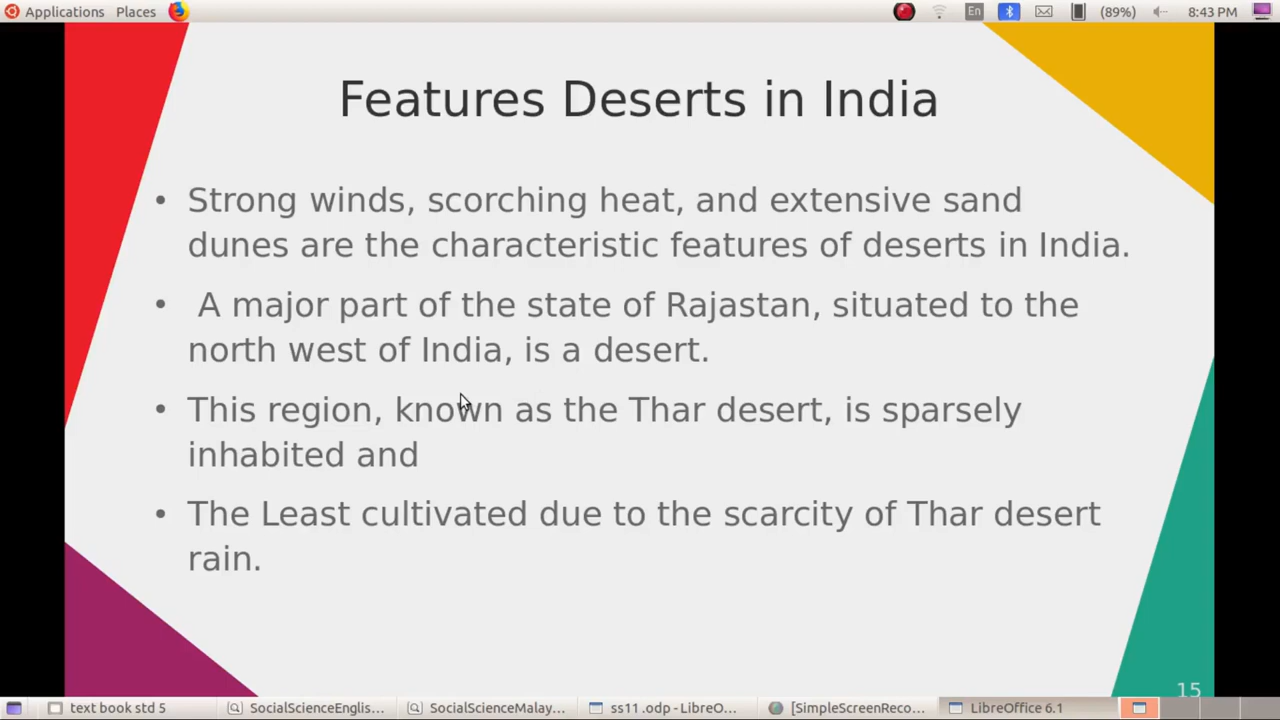 Applications Places En (89%) 8:43 PM
Features Deserts in India
• Strong winds, scorching heat, and extensive sand
dunes are the characteristic features of deserts in India.
• A major part of the state of Rajastan, situated to the
north west of India, is a desert.
• This region, known as the Thar desert, is sparsely
inhabited and
• The Least cultivated due to the scarcity of Thar desert
rain.
15
text book std 5 SocialScienceEnglis... SocialScienceMalay... ss11 .odp - LibreO... [SimpleScreenReco... LibreOffice 6.1